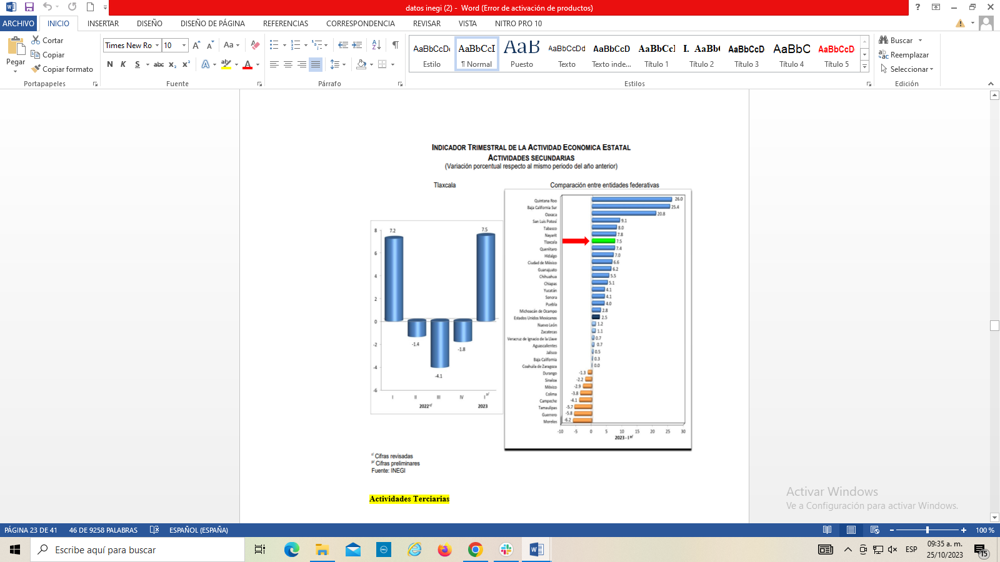 datos inegi (2) - Word (Error de activación de productos)
ARCHIVO INICIO INSERTAR DISEÑO DISEÑO DE PÁGINA REFERENCIAS CORRESPONDENCIA REVISAR VISTA NITRO PRO 10
Pegar
Cortar
Copiar
Copiar formato
Portapapeles
Times New Ro 10
N K S abc x₂ x²
Fuente
Párrafo
AaBbCcDc AaBbCcI AaB AaBbCcDd AaBbCcD AaBbCcI I. AaBb( AaBbCcD AaBbC AaBbCcD
Estilo ¶ Normal Puesto Texto Texto inde... Título 1 Título 2 Título 3 Título 4 Título 5
Estilos
Buscar
Reemplazar
Seleccionar
Edición
INDICADOR TRIMESTRAL DE LA ACTIVIDAD ECONÓMICA ESTATAL
ACTIVIDADES SECUNDARIAS
(Variación porcentual respecto al mismo periodo del año anterior)
Tlaxcala
8
6
4
2
0
-2
-4
-6
7.2
-1.4
-4.1
-1.8
7.5
I II III IV I p/
2022 r/ 2023
Comparación entre entidades federativas
Quintana Roo 26.0
Baja California Sur 25.4
Oaxaca 20.8
San Luis Potosí 9.1
Tabasco 8.0
Nayarit 7.8
Tlaxcala 7.5
Querétaro 7.4
Hidalgo 7.0
Ciudad de México 6.6
Guanajuato 6.2
Chihuahua 5.5
Chiapas 5.1
Yucatán 4.1
Sonora 4.1
Puebla 4.0
Michoacán de Ocampo 2.8
Estados Unidos Mexicanos 2.5
Nuevo León 1.2
Zacatecas 1.1
Veracruz de Ignacio de la Llave 0.7
Aguascalientes 0.7
Jalisco 0.5
Baja California 0.3
Coahuila de Zaragoza 0.0
Durango -1.3
Sinaloa -2.2
México -2.9
Colima -3.8
Campeche -4.1
Tamaulipas -5.7
Guerrero -5.8
Morelos -6.2
-10 -5 0 5 10 15 20 25 30
2023 - I p/
r/ Cifras revisadas
p/ Cifras preliminares
Fuente: INEGI
Actividades Terciarias
Activar Windows
Ve a Configuración para activar Windows.
PÁGINA 23 DE 41 46 DE 9258 PALABRAS ESPAÑOL (ESPAÑA) 100 %
Escribe aquí para buscar
ESP
09:35 a. m.
25/10/2023
15